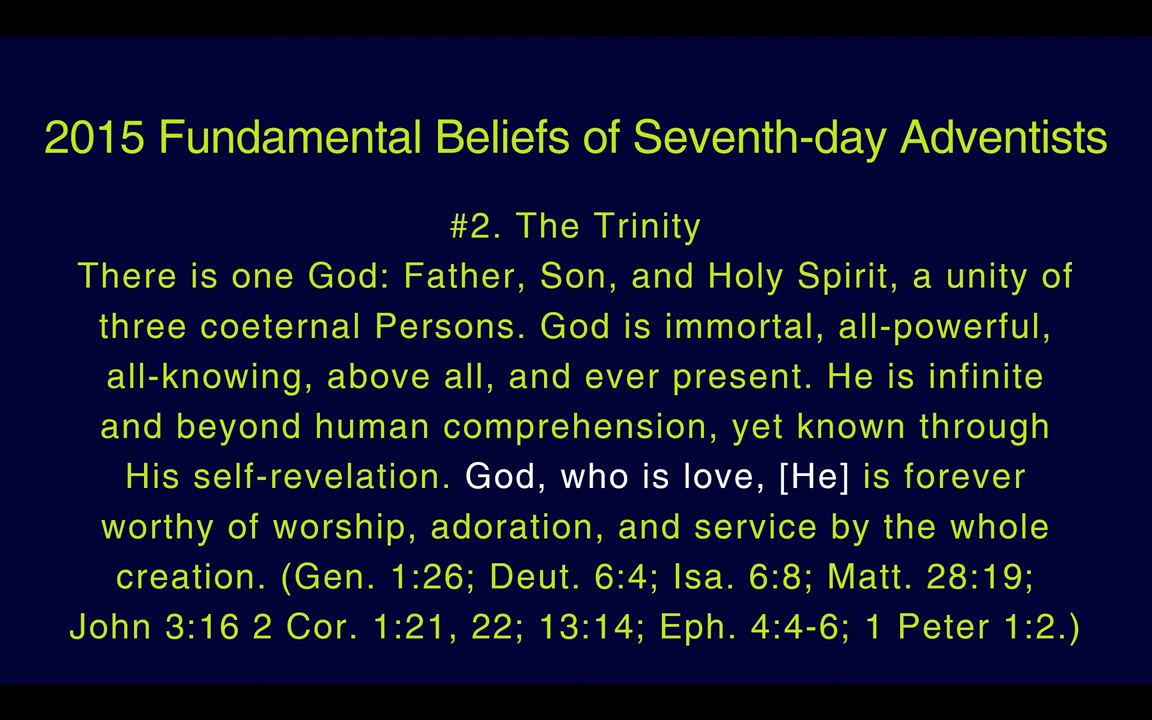 2015 Fundamental Beliefs of Seventh-day Adventists
#2. The Trinity
There is one God: Father, Son, and Holy Spirit, a unity of
three coeternal Persons. God is immortal, all-powerful,
all-knowing, above all, and ever present. He is infinite
and beyond human comprehension, yet known through
His self-revelation. God, who is love, [He] is forever
worthy of worship, adoration, and service by the whole
creation. (Gen. 1:26; Deut. 6:4; Isa. 6:8; Matt. 28:19;
John 3:16 2 Cor. 1:21, 22; 13:14; Eph. 4:4-6; 1 Peter 1:2.)